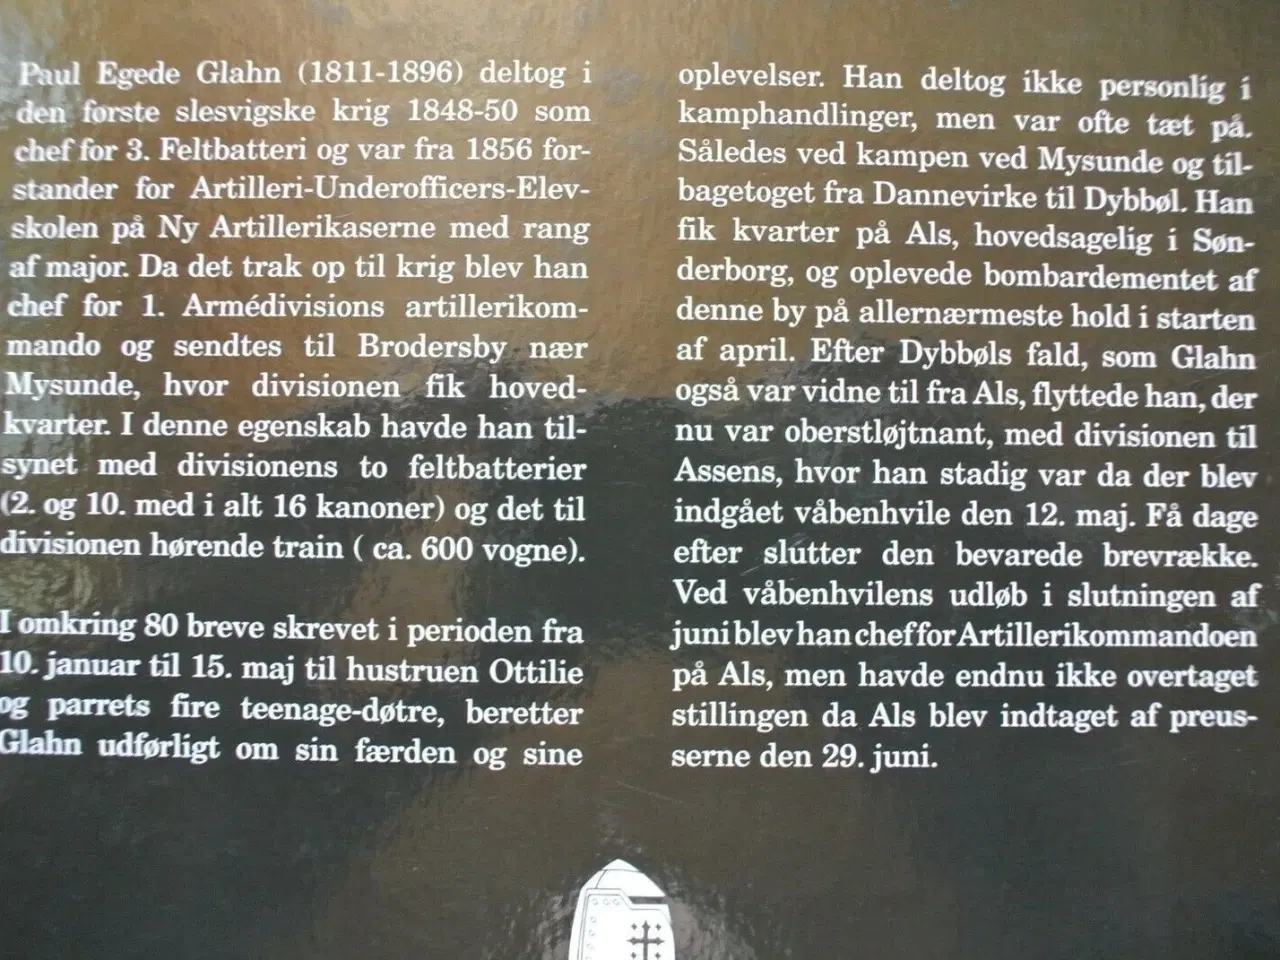 Paul Egede Glahn (1811-1896) deltog i
den første slesvigske krig 1848-50 som
chef for 3. Feltbatteri og var fra 1856 for-
stander for Artilleri-Underofficers-Elev-
skolen på Ny Artillerikaserne med rang
af major. Da det trak op til krig blev han
chef for 1. Armédivisions artillerikom-
mando og sendtes til Brodersby nær
Mysunde, hvor divisionen fik hoved-
kvarter. I denne egenskab havde han til-
synet med divisionens to feltbatterier
(2. og 10. med i alt 16 kanoner) og det til
divisionen hørende train ( ca. 600 vogne).
I omkring 80 breve skrevet i perioden fra
10. januar til 15. maj til hustruen Ottilie
og parrets fire teenage-døtre, beretter
Glahn udførligt om sin færden og sine
oplevelser. Han deltog ikke personlig i
kamphandlinger, men var ofte tæt på.
Således ved kampen ved Mysunde og til-
bagetoget fra Dannevirke til Dybbøl. Han
fik kvarter på Als, hovedsagelig i Søn-
derborg, og oplevede bombardementet af
denne by på allernærmeste hold i starten
af april. Efter Dybbøls fald, som Glahn
også var vidne til fra Als, flyttede han, der
nu var oberstløjtnant, med divisionen til
Assens, hvor han stadig var da der blev
indgået våbenhvile den 12. maj. Få dage
efter slutter den bevarede brevrække.
Ved våbenhvilens udløb i slutningen af
juni blev han chef for Artillerikommandoen
på Als, men havde endnu ikke overtaget
stillingen da Als blev indtaget af preus-
serne den 29. juni.